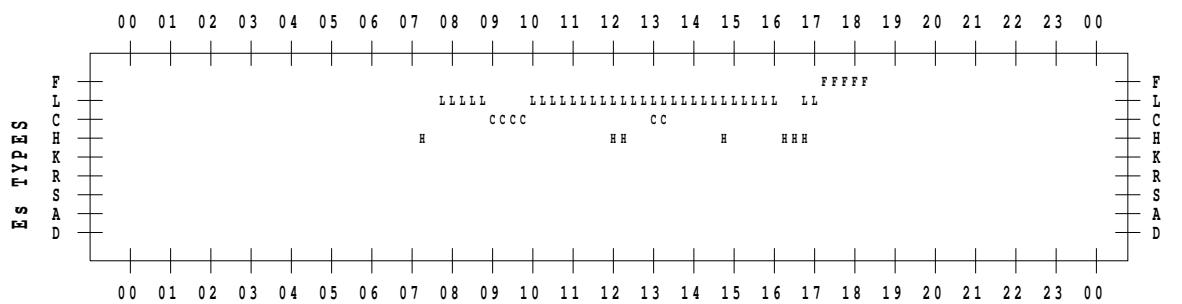 00 01 02 03 04 05 06 07 08 09 10 11 12 13 14 15 16 17 18 19 20 21 22 23 00
F FFFFF F
L LLLLL LLLLLLLLLLLLLLLLLLLLLLLLL LL L
C CCCC CC C
H H HH H HHH H
K K
R R
S S
A A
D D
Es TYPES
00 01 02 03 04 05 06 07 08 09 10 11 12 13 14 15 16 17 18 19 20 21 22 23 00